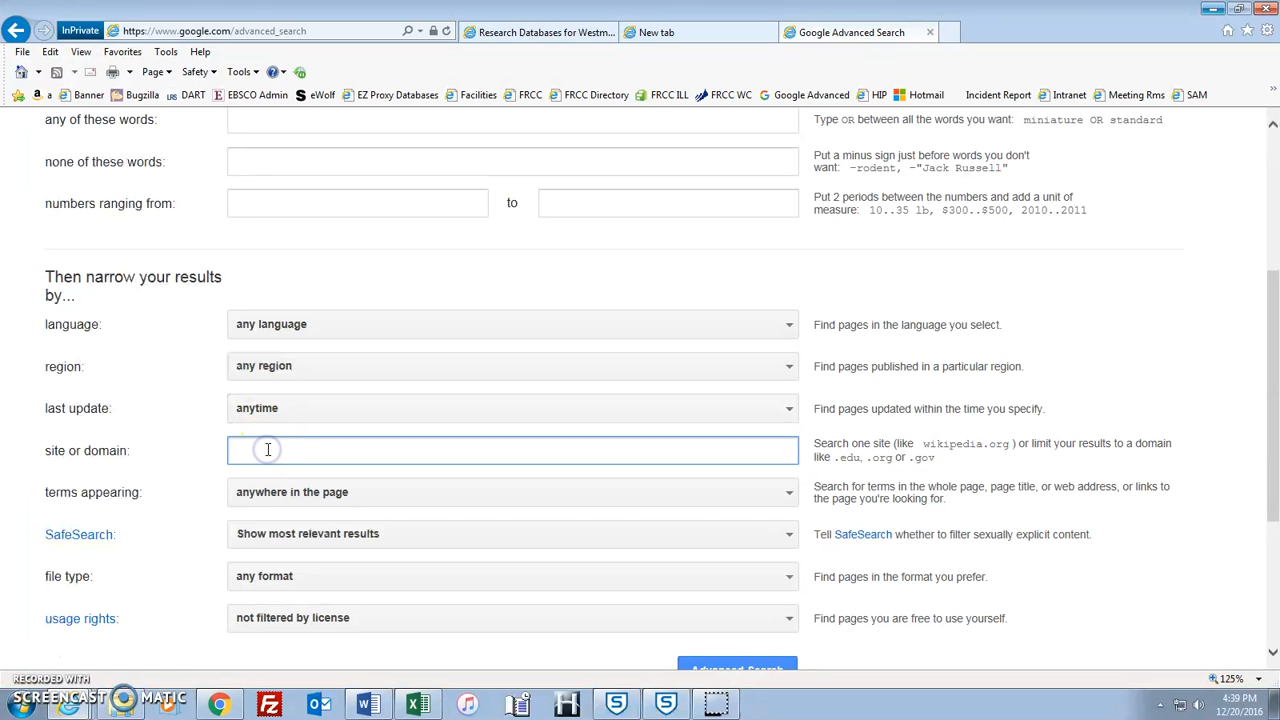 InPrivate https://www.google.com/advanced_search Research Databases for Westm... New tab Google Advanced Search
File Edit View Favorites Tools Help
Page Safety Tools
a Banner Bugzilla LRS DART EBSCO Admin eWolf EZ Proxy Databases Facilities FRCC FRCC Directory FRCC ILL FRCC WC Google Advanced HIP Hotmail Incident Report Intranet Meeting Rms SAM
any of these words: Type OR between all the words you want: miniature OR standard
none of these words: Put a minus sign just before words you don't
want: -rodent, -"Jack Russell"
numbers ranging from: to Put 2 periods between the numbers and add a unit of
measure: 10..35 lb, $300..$500, 2010..2011
Then narrow your results
by...
language: any language Find pages in the language you select.
region: any region Find pages published in a particular region.
last update: anytime Find pages updated within the time you specify.
site or domain: Search one site (like wikipedia.org ) or limit your results to a domain
like .edu, .org or .gov
terms appearing: anywhere in the page Search for terms in the whole page, page title, or web address, or links to
the page you're looking for.
SafeSearch: Show most relevant results Tell SafeSearch whether to filter sexually explicit content.
file type: any format Find pages in the format you prefer.
usage rights: not filtered by license Find pages you are free to use yourself.
Advanced Search
125%
RECORDED WITH
SCREENCAST MATIC
4:39 PM
12/20/2016